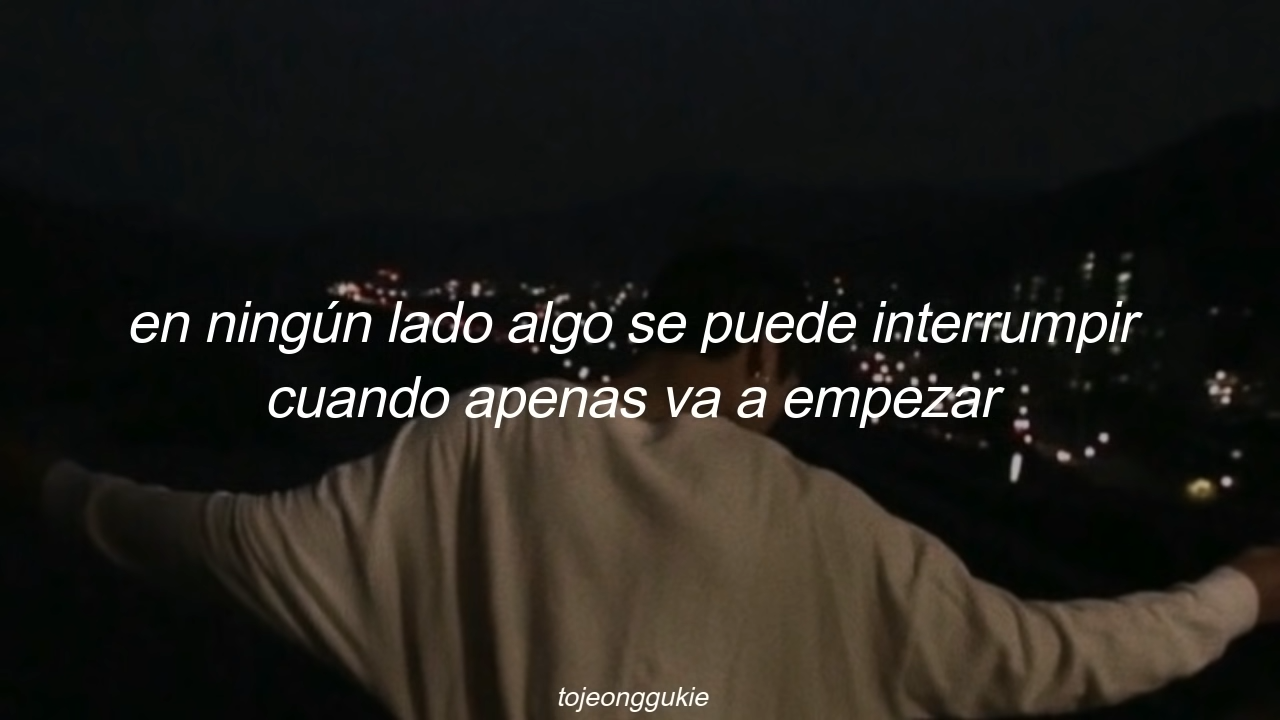 en ningún lado algo se puede interrumpir
cuando apenas va a empezar
tojeonggukie